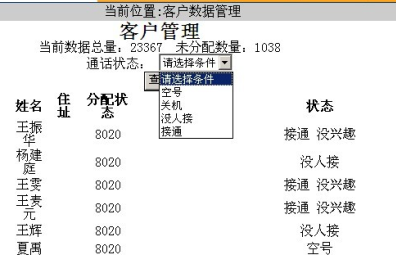 当前位置:客户数据管理
客户管理
当前数据总量: 23367 未分配数量: 1038
通话状态: 请选择条件
查
请选择条件
空号
关机
没人接
接通
姓名 住址 分配状态 状态
王振华 8020 接通 没兴趣
杨建庭 8020 没人接
王雯 8020 接通 没兴趣
王麦元 8020 接通 没兴趣
王辉 8020 没人接
夏禹 8020 空号